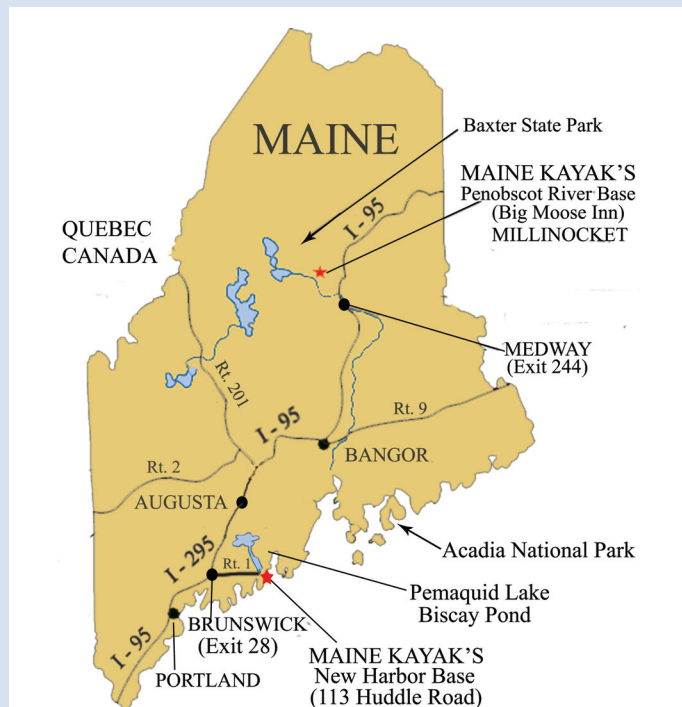 MAINE
Baxter State Park
MAINE KAYAK'S
Penobscot River Base
(Big Moose Inn)
MILLINOCKET
I - 95
QUEBEC
CANADA
MEDWAY
(Exit 244)
Rt. 201
I - 95
Rt. 9
BANGOR
Rt. 2
AUGUSTA
Acadia National Park
I - 295
Rt. 1
Pemaquid Lake
Biscay Pond
BRUNSWICK
(Exit 28)
I - 95
PORTLAND
MAINE KAYAK'S
New Harbor Base
(113 Huddle Road)